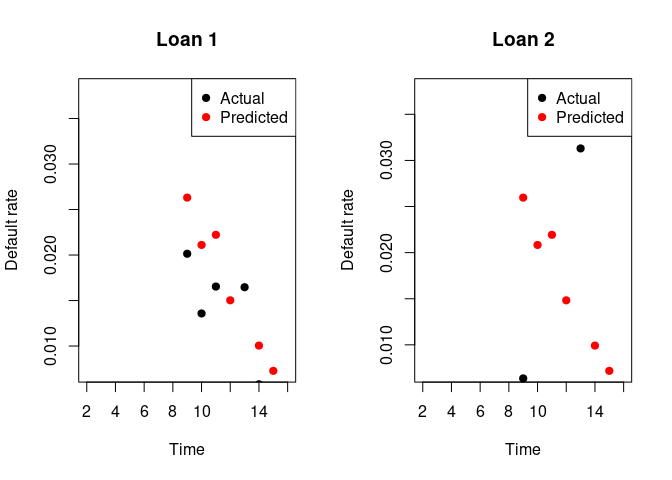 Loan 1
Actual
Predicted
Default rate
0.030
0.020
0.010
2 4 6 8 10 14
Time
Loan 2
Actual
Predicted
Default rate
0.030
0.020
0.010
2 4 6 8 10 14
Time